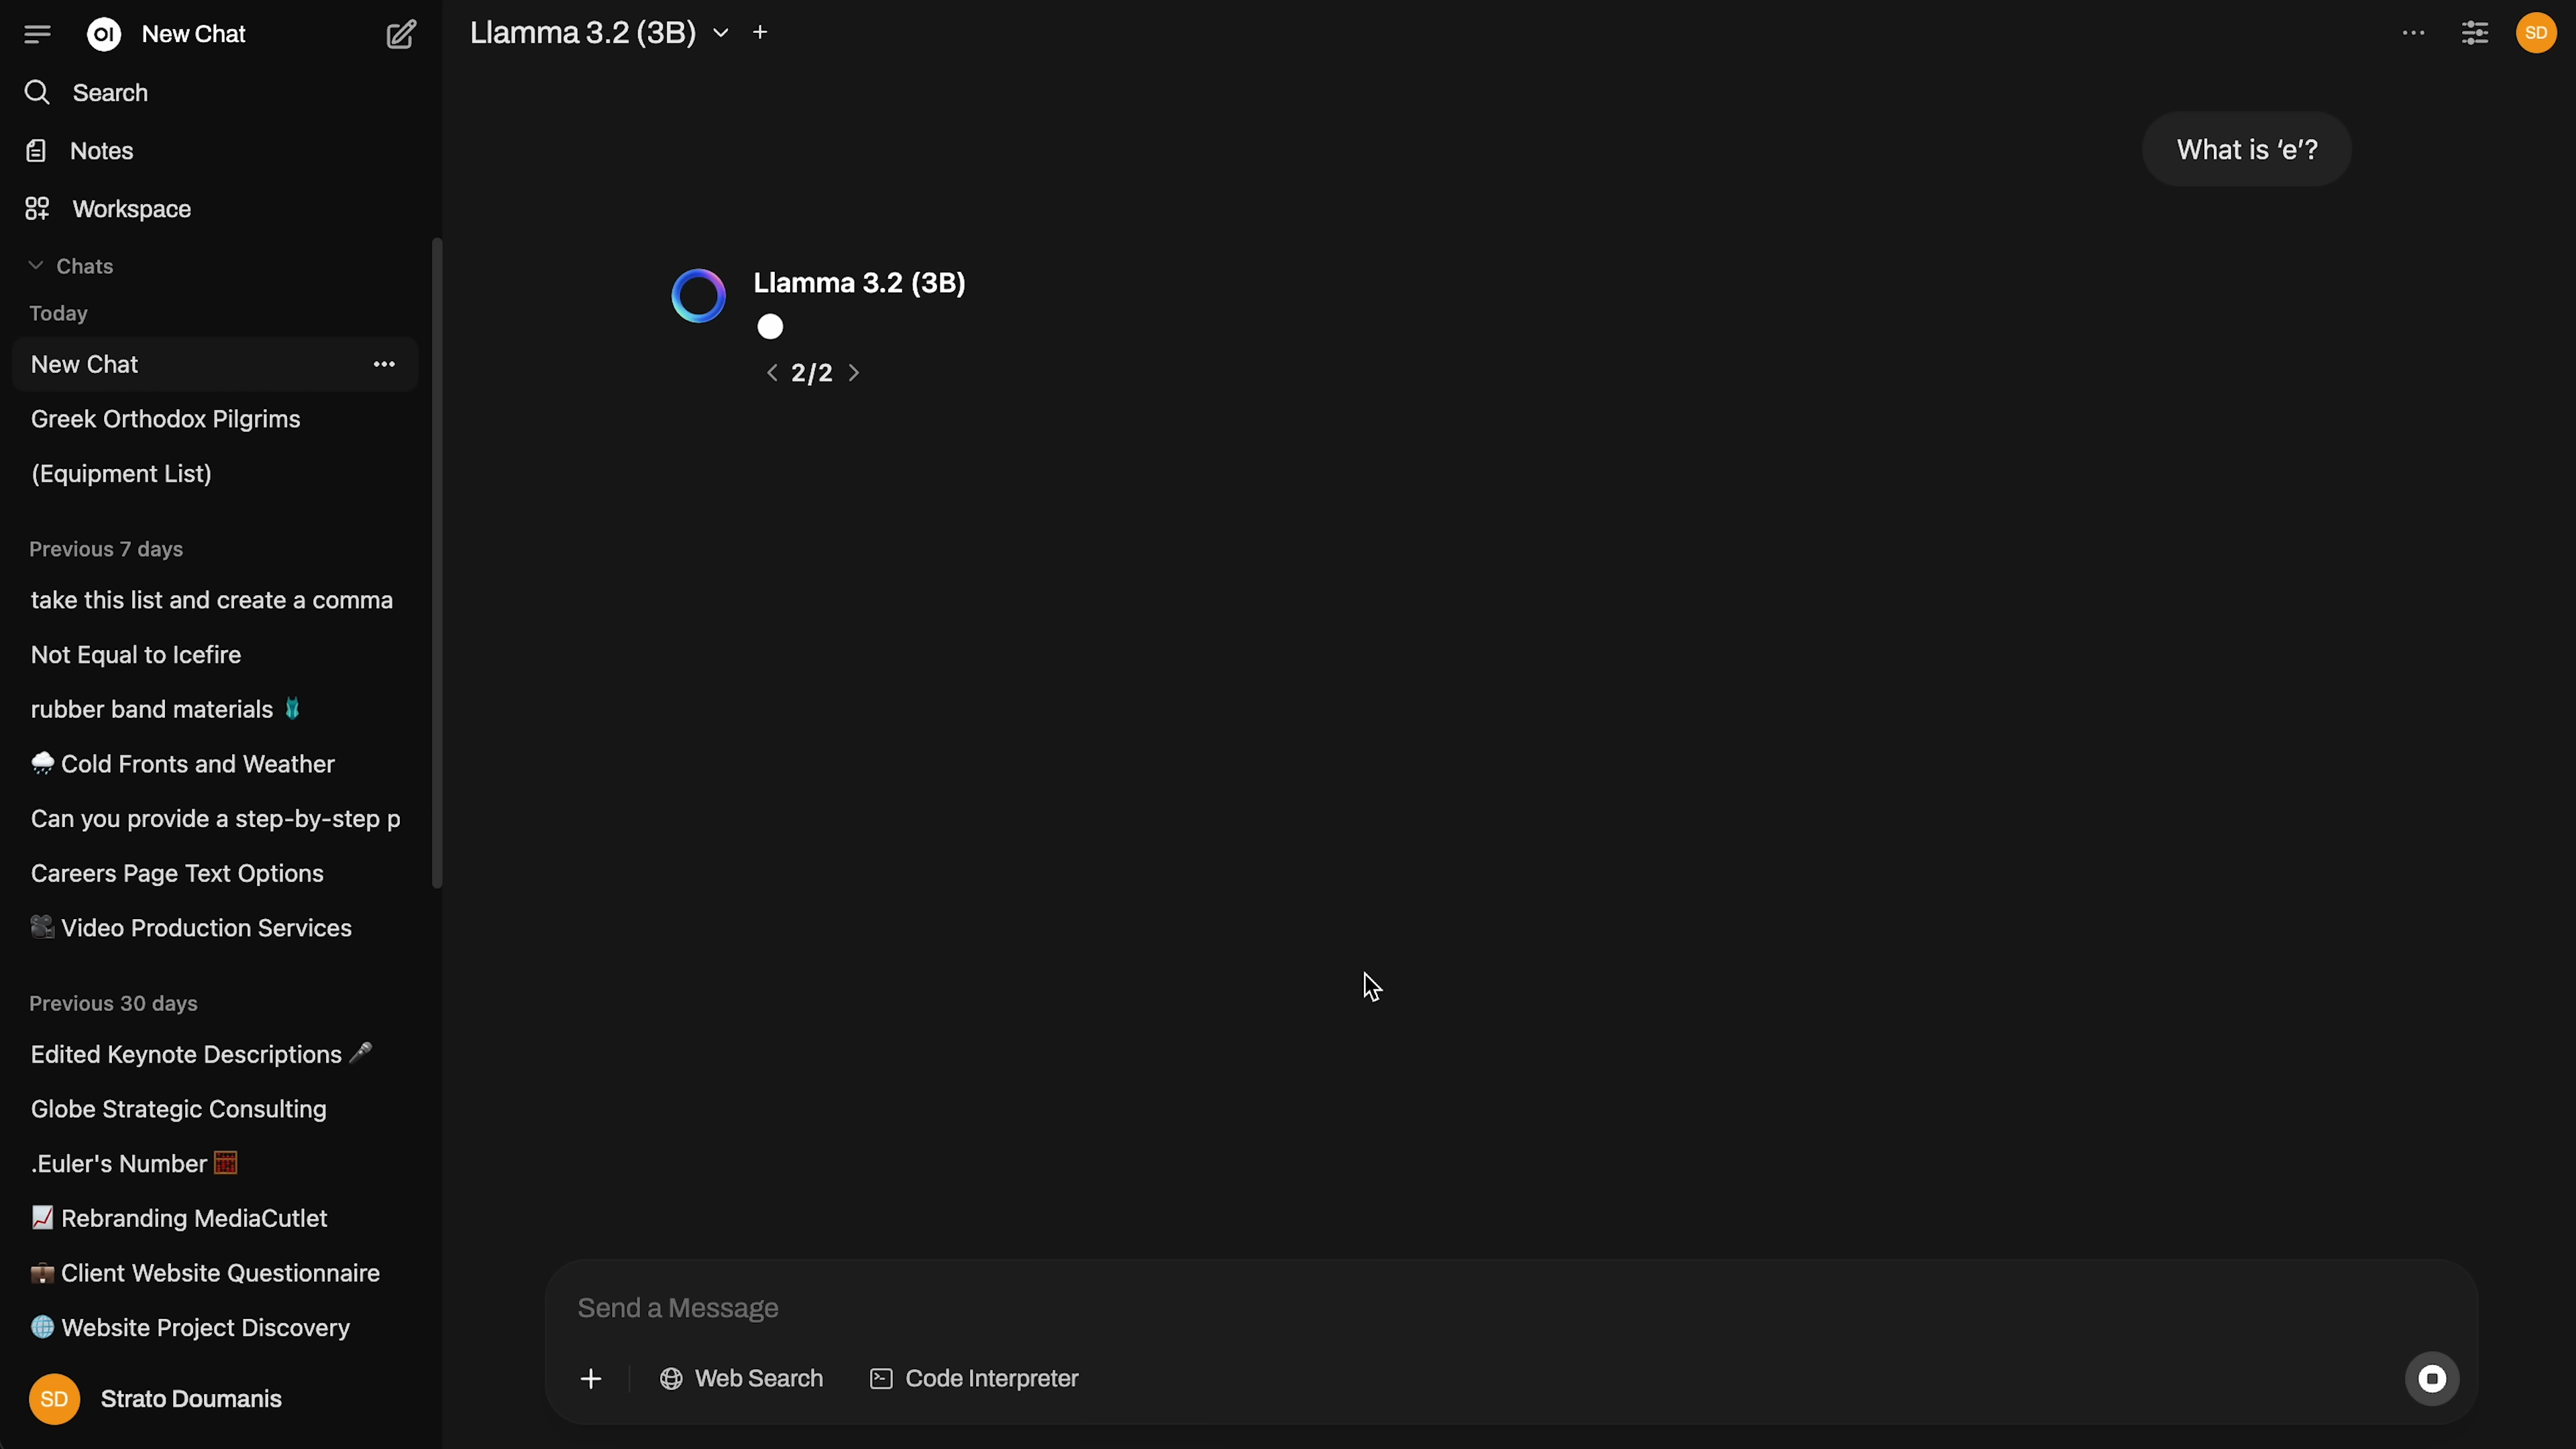 OI New Chat
Search
Notes
Workspace
Chats
Today
New Chat
Greek Orthodox Pilgrims
(Equipment List)
Previous 7 days
take this list and create a comma
Not Equal to Icefire
rubber band materials
Cold Fronts and Weather
Can you provide a step-by-step p
Careers Page Text Options
Video Production Services
Previous 30 days
Edited Keynote Descriptions
Globe Strategic Consulting
.Euler's Number
Rebranding MediaCutlet
Client Website Questionnaire
Website Project Discovery
SD Strato Doumanis
Llamma 3.2 (3B)
SD
What is ‘e’?
Llamma 3.2 (3B)
2/2
Send a Message
Web Search Code Interpreter